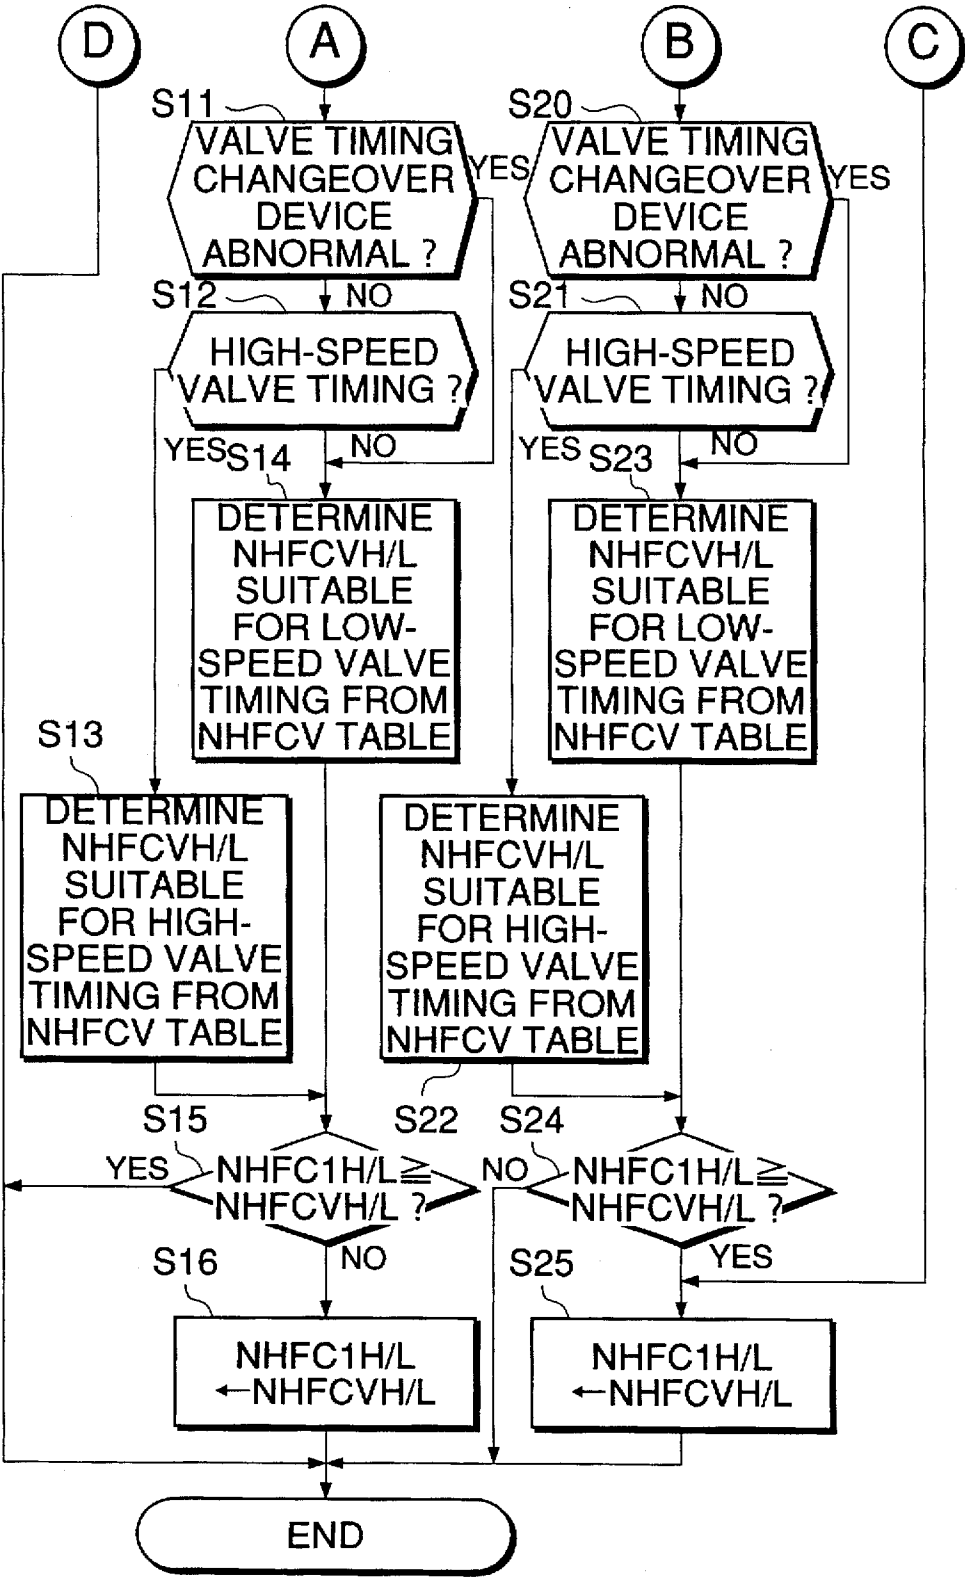 D
A
B
C
S11
VALVE TIMING
CHANGEOVER
DEVICE
ABNORMAL ?
YES
NO
S20
VALVE TIMING
CHANGEOVER
DEVICE
ABNORMAL ?
YES
NO
S12
HIGH-SPEED
VALVE TIMING ?
YES
NO
S21
HIGH-SPEED
VALVE TIMING ?
YES
NO
S14
DETERMINE
NHFCVH/L
SUITABLE
FOR LOW-
SPEED VALVE
TIMING FROM
NHFCV TABLE
S23
DETERMINE
NHFCVH/L
SUITABLE
FOR LOW-
SPEED VALVE
TIMING FROM
NHFCV TABLE
S13
DETERMINE
NHFCVH/L
SUITABLE
FOR HIGH-
SPEED VALVE
TIMING FROM
NHFCV TABLE
DETERMINE
NHFCVH/L
SUITABLE
FOR HIGH-
SPEED VALVE
TIMING FROM
NHFCV TABLE
S22
S15
NHFC1H/L≧
NHFCVH/L ?
YES
NO
S24
NHFC1H/L≧
NHFCVH/L ?
NO
YES
S16
NHFC1H/L
←NHFCVH/L
S25
NHFC1H/L
←NHFCVH/L
END